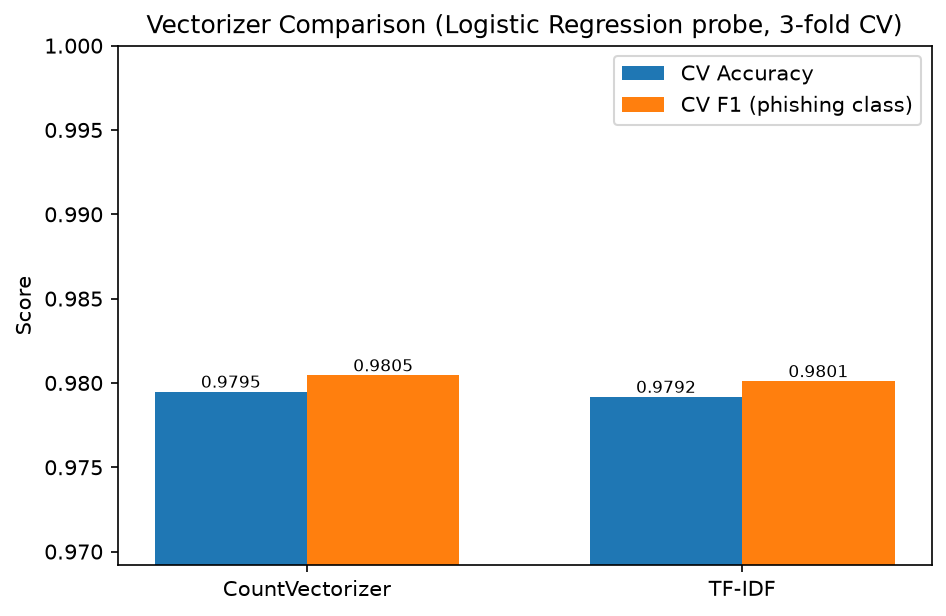 Vectorizer Comparison (Logistic Regression probe, 3-fold CV)
1.000
0.995
0.990
0.985
0.980
0.975
0.970
Score
CV Accuracy
CV F1 (phishing class)
0.9795
0.9805
0.9792
0.9801
CountVectorizer
TF-IDF